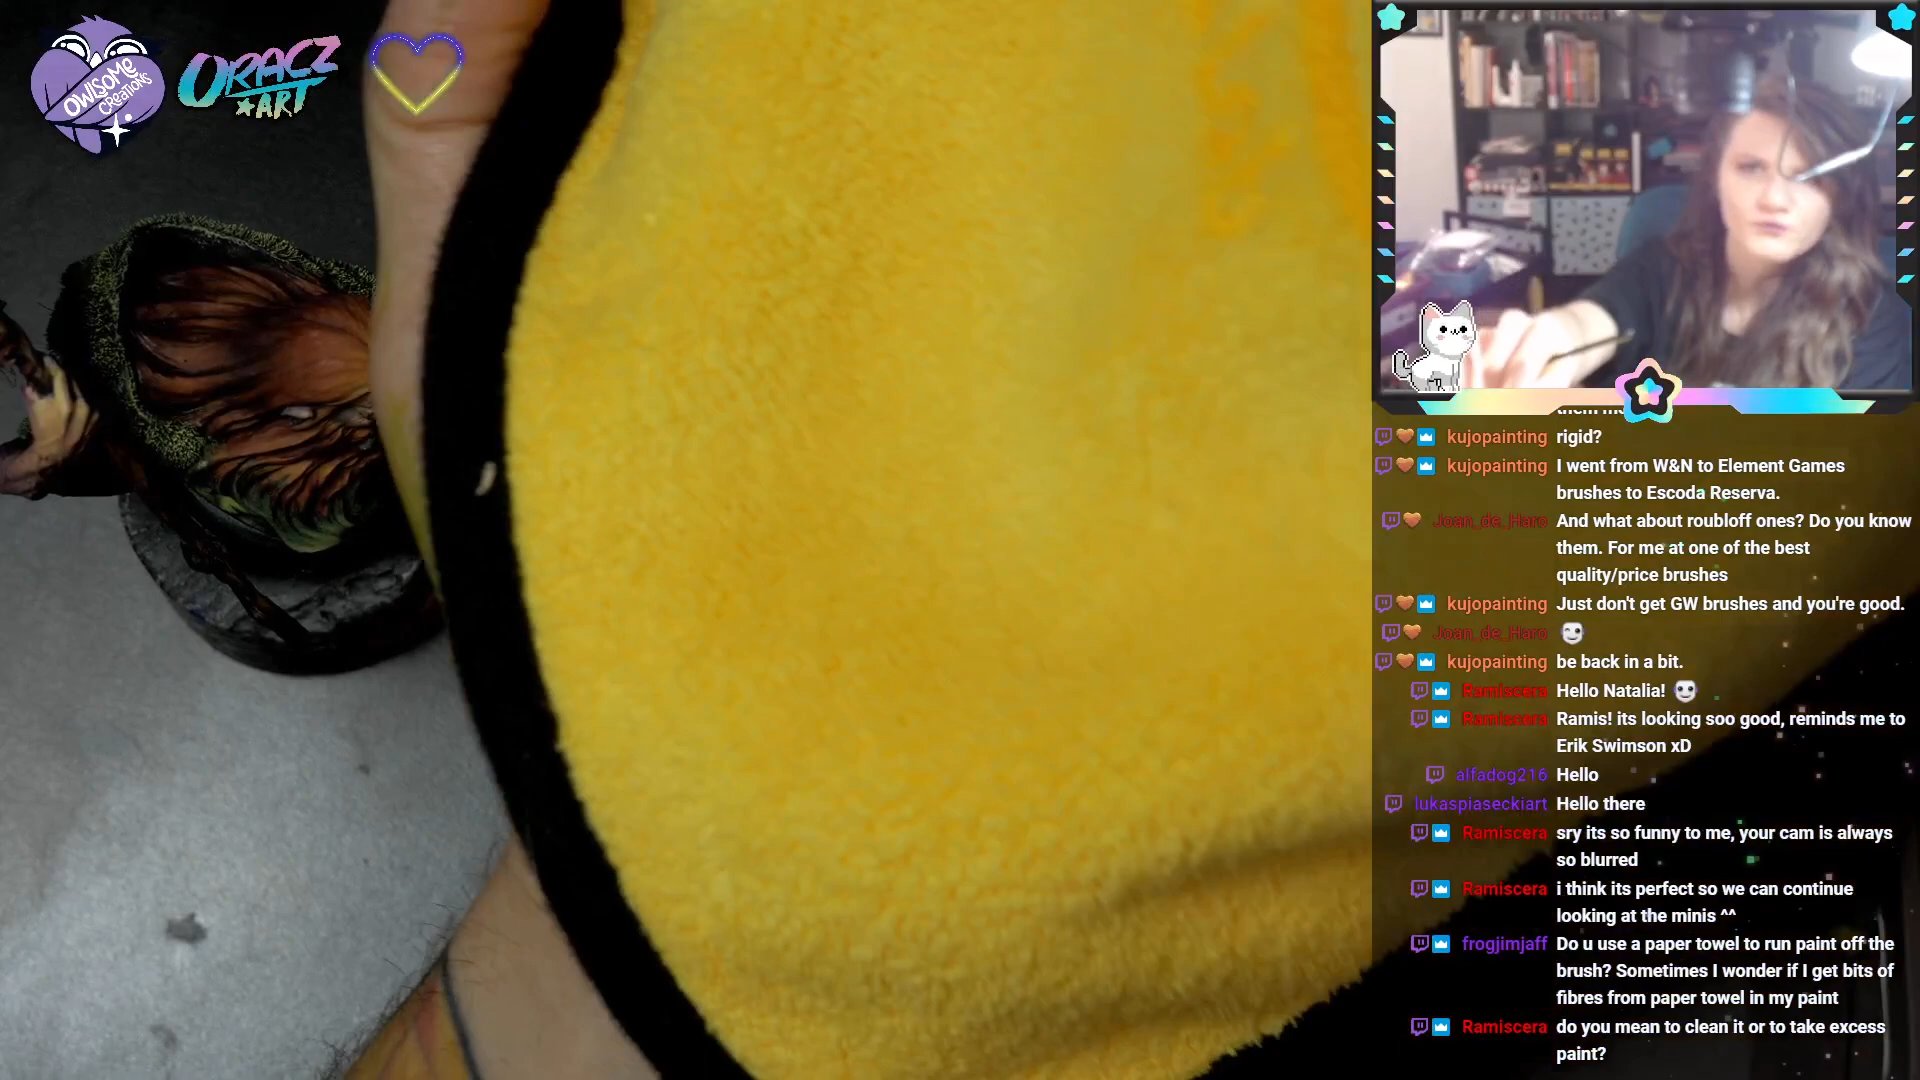 OWLSOME
CREATIONS
ORACZ
ART
kujopainting rigid?
kujopainting I went from W&N to Element Games
brushes to Escoda Reserva.
Joan_de_Haro And what about roubloff ones? Do you know
them. For me at one of the best
quality/price brushes
kujopainting Just don't get GW brushes and you're good.
Joan_de_Haro
kujopainting be back in a bit.
Ramiscera Hello Natalia!
Ramiscera Ramis! its looking soo good, reminds me to
Erik Swimson xD
alfadog216 Hello
lukaspiaseckiart Hello there
Ramiscera sry its so funny to me, your cam is always
so blurred
Ramiscera i think its perfect so we can continue
looking at the minis ^^
frogjimjaff Do u use a paper towel to run paint off the
brush? Sometimes I wonder if I get bits of
fibres from paper towel in my paint
Ramiscera do you mean to clean it or to take excess
paint?